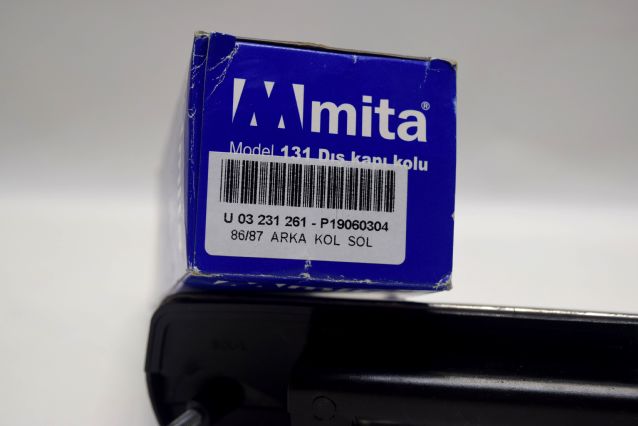 mita®
Model 131 Dış kapı kolu
U 03 231 261 - P19060304
86/87 ARKA KOL SOL